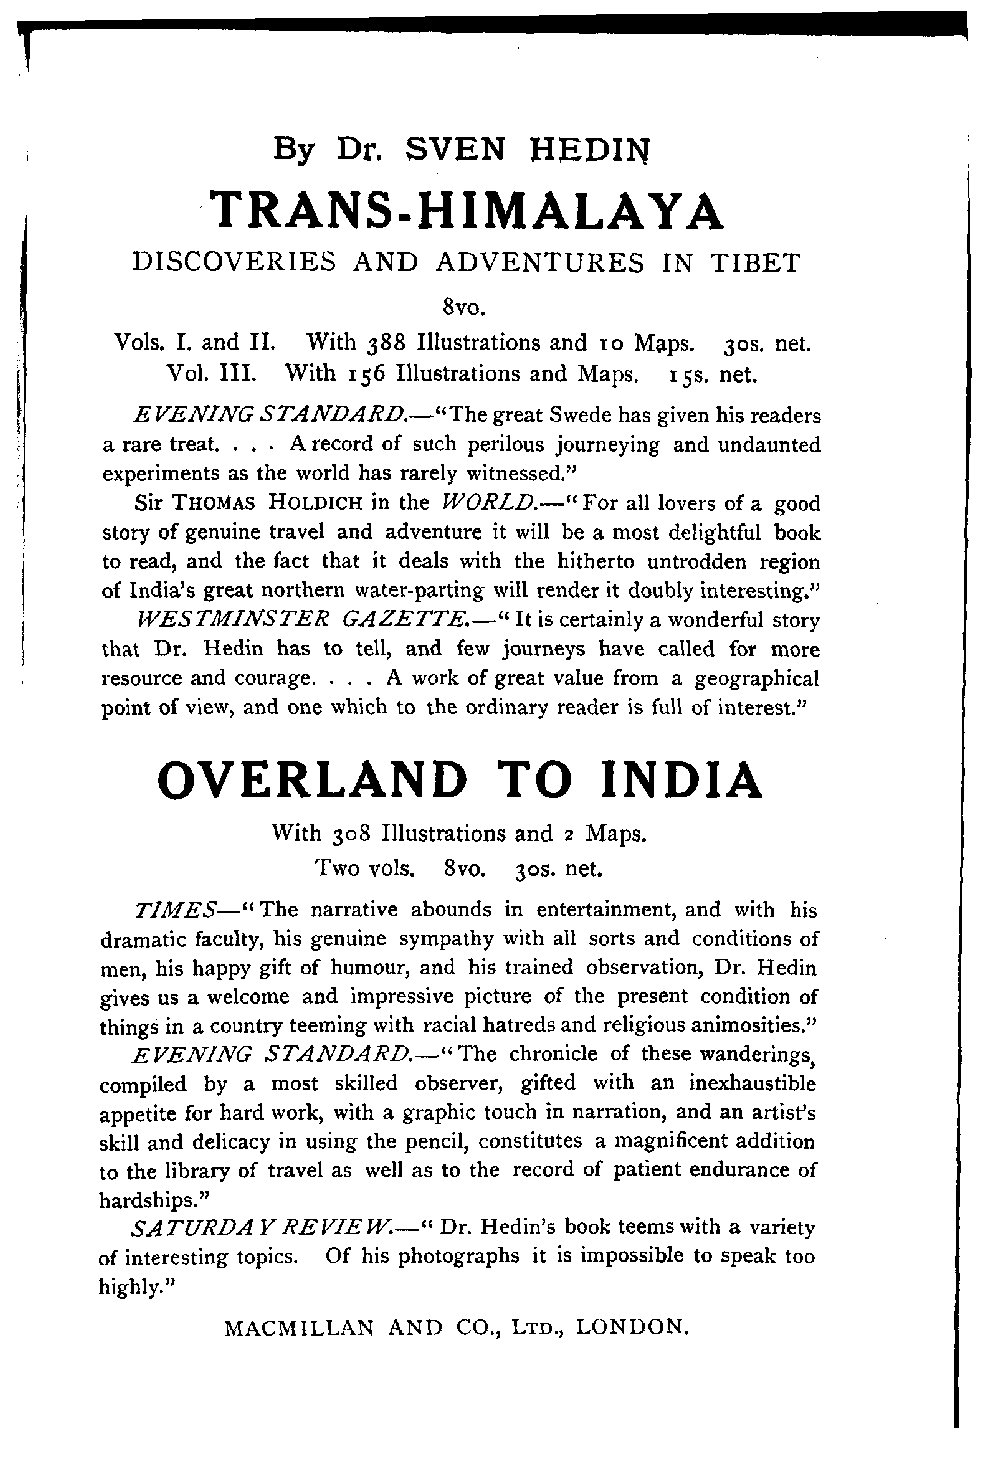 By Dr. SVEN HEDIN
TRANS-HIMALAYA
DISCOVERIES AND ADVENTURES IN TIBET
8vo.
Vols. I. and II. With 388 Illustrations and 10 Maps. 30s. net.
Vol. III. With 156 Illustrations and Maps. 15s. net.
EVENING STANDARD.—“The great Swede has given his readers
a rare treat. . . . A record of such perilous journeying and undaunted
experiments as the world has rarely witnessed.”
Sir THOMAS HOLDICH in the WORLD.—“For all lovers of a good
story of genuine travel and adventure it will be a most delightful book
to read, and the fact that it deals with the hitherto untrodden region
of India's great northern water-parting will render it doubly interesting.”
WESTMINSTER GAZETTE.—“It is certainly a wonderful story
that Dr. Hedin has to tell, and few journeys have called for more
resource and courage. . . . A work of great value from a geographical
point of view, and one which to the ordinary reader is full of interest.”
OVERLAND TO INDIA
With 308 Illustrations and 2 Maps.
Two vols. 8vo. 30s. net.
TIMES—“The narrative abounds in entertainment, and with his
dramatic faculty, his genuine sympathy with all sorts and conditions of
men, his happy gift of humour, and his trained observation, Dr. Hedin
gives us a welcome and impressive picture of the present condition of
things in a country teeming with racial hatreds and religious animosities.”
EVENING STANDARD.—“The chronicle of these wanderings,
compiled by a most skilled observer, gifted with an inexhaustible
appetite for hard work, with a graphic touch in narration, and an artist's
skill and delicacy in using the pencil, constitutes a magnificent addition
to the library of travel as well as to the record of patient endurance of
hardships.”
SATURDAY REVIEW.—“Dr. Hedin's book teems with a variety
of interesting topics. Of his photographs it is impossible to speak too
highly.”
MACMILLAN AND CO., LTD., LONDON.